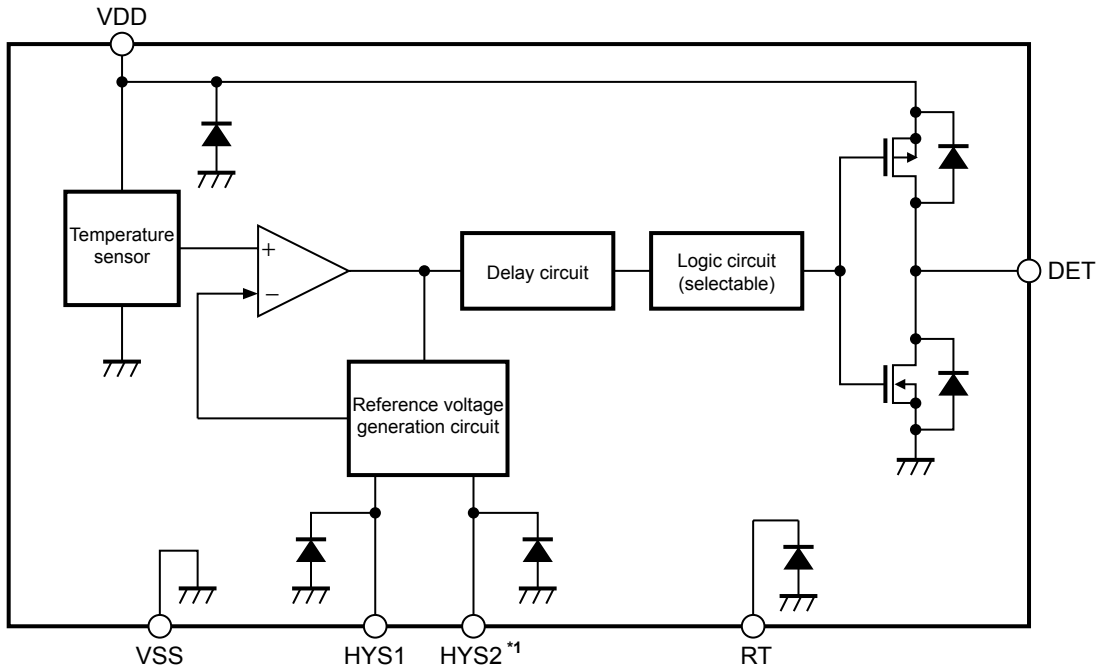 VDD
Temperature
sensor
+
−
Delay circuit
Logic circuit
(selectable)
DET
Reference voltage
generation circuit
VSS
HYS1
HYS2 *1
RT